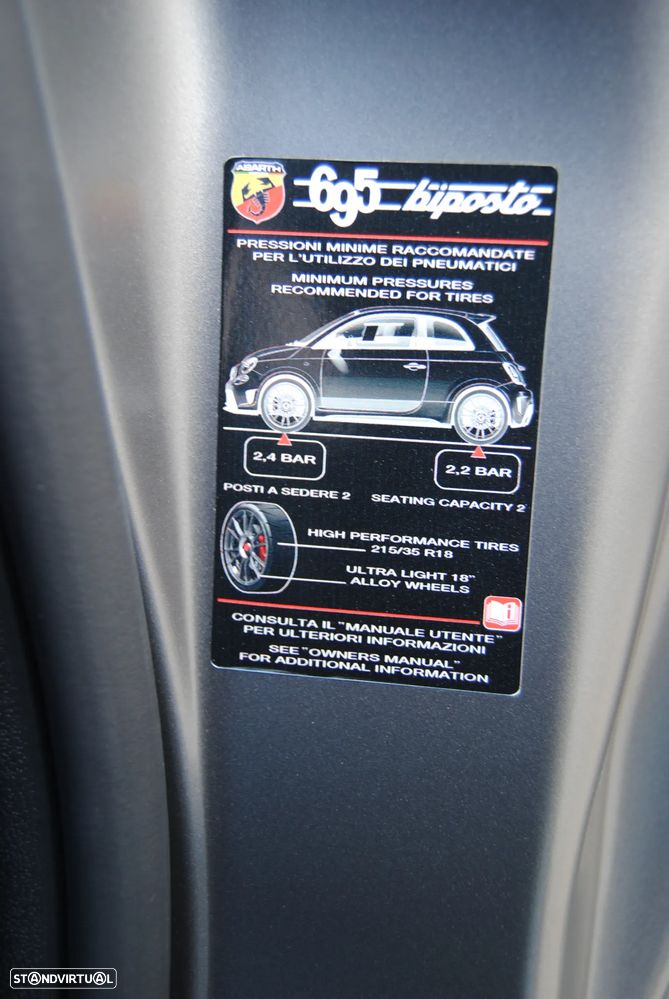 ABARTH
695 biposto
PRESSIONI MINIME RACCOMANDATE
PER L'UTILIZZO DEI PNEUMATICI
MINIMUM PRESSURES
RECOMMENDED FOR TIRES
2,4 BAR
2,2 BAR
POSTI A SEDERE 2
SEATING CAPACITY 2
HIGH PERFORMANCE TIRES
215/35 R18
ULTRA LIGHT 18"
ALLOY WHEELS
i
CONSULTA IL "MANUALE UTENTE"
PER ULTERIORI INFORMAZIONI
SEE "OWNERS MANUAL"
FOR ADDITIONAL INFORMATION
STANDVIRTUAL